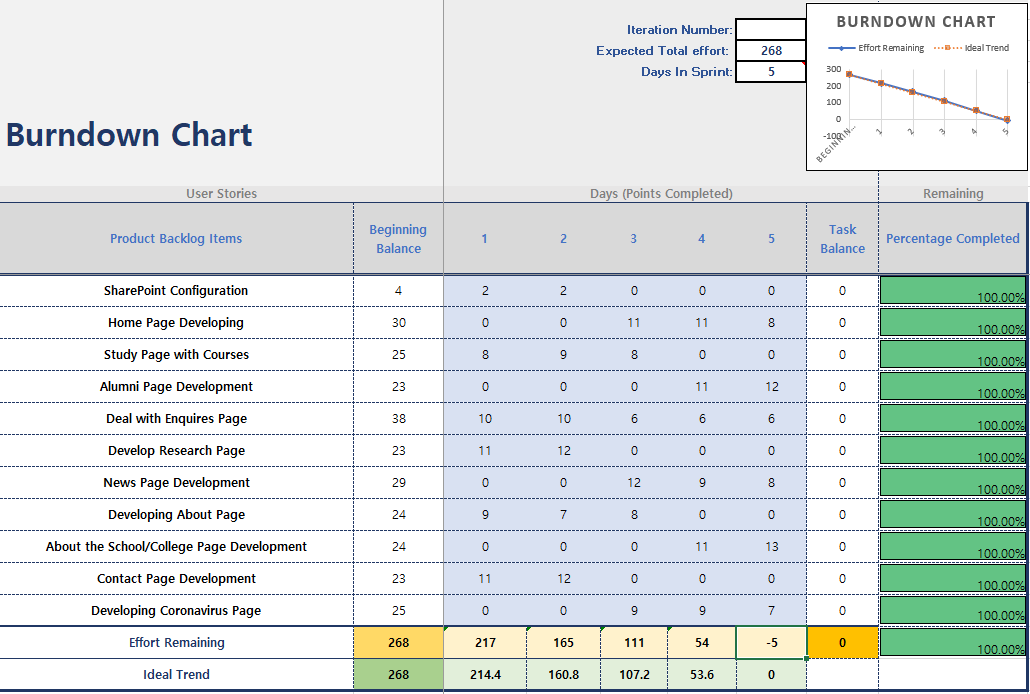 Iteration Number:
Expected Total effort: 268
Days In Sprint: 5
BURNDOWN CHART
Effort Remaining Ideal Trend
300
200
100
0
-100
BEGINNIN... 1 2 3 4 5
Burndown Chart
User Stories Days (Points Completed) Remaining
Product Backlog Items Beginning Balance 1 2 3 4 5 Task Balance Percentage Completed
SharePoint Configuration 4 2 2 0 0 0 0 100.00%
Home Page Developing 30 0 0 11 11 8 0 100.00%
Study Page with Courses 25 8 9 8 0 0 0 100.00%
Alumni Page Development 23 0 0 0 11 12 0 100.00%
Deal with Enquires Page 38 10 10 6 6 6 0 100.00%
Develop Research Page 23 11 12 0 0 0 0 100.00%
News Page Development 29 0 0 12 9 8 0 100.00%
Developing About Page 24 9 7 8 0 0 0 100.00%
About the School/College Page Development 24 0 0 0 11 13 0 100.00%
Contact Page Development 23 11 12 0 0 0 0 100.00%
Developing Coronavirus Page 25 0 0 9 9 7 0 100.00%
Effort Remaining 268 217 165 111 54 -5 0 100.00%
Ideal Trend 268 214.4 160.8 107.2 53.6 0